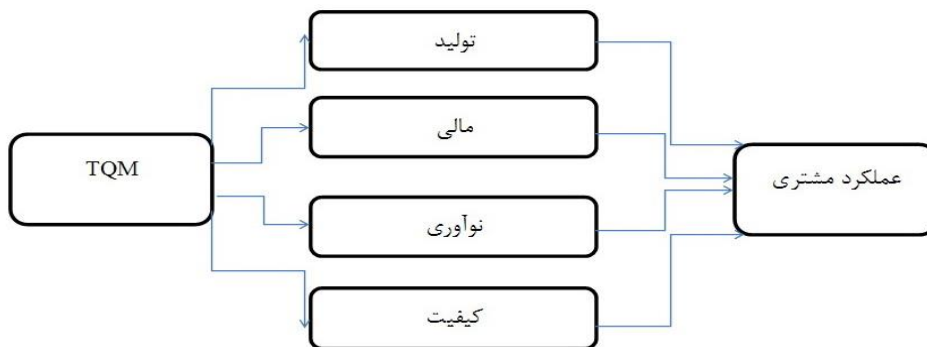 تولید
مالی
TQM
عملکرد مشتری
نوآوری
کیفیت